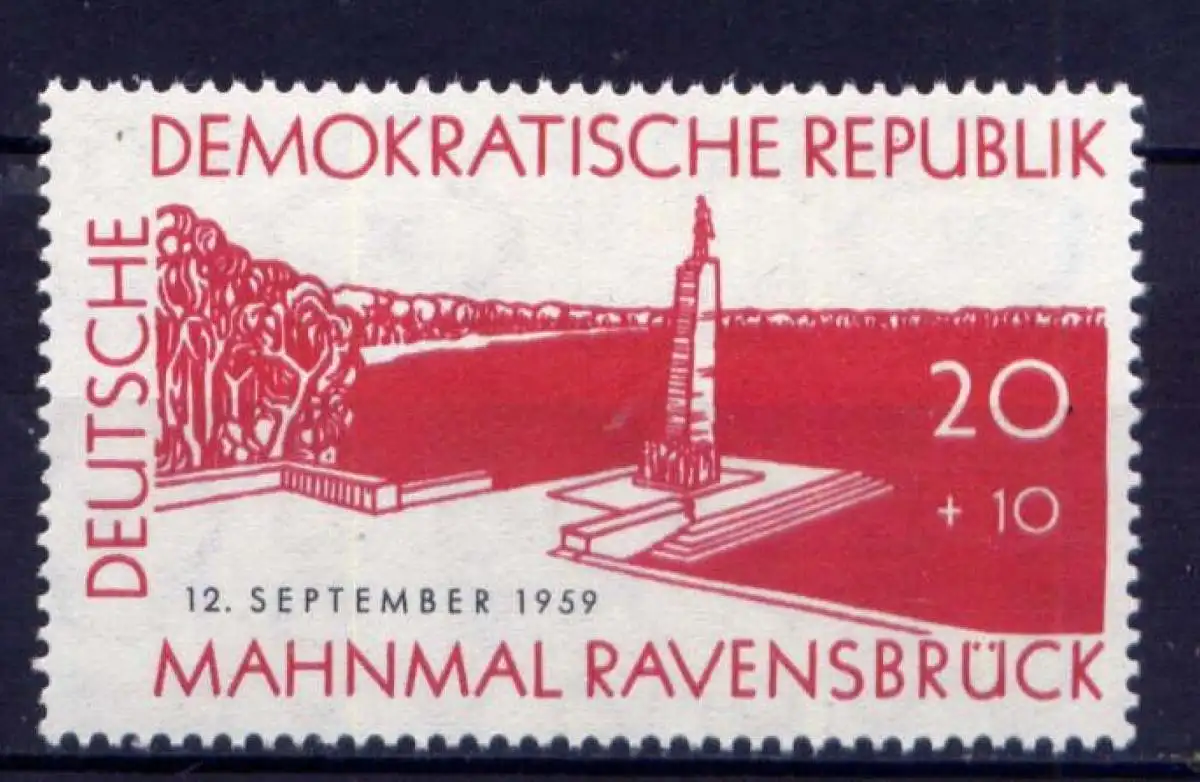 DEUTSCHE
DEMOKRATISCHE REPUBLIK
20
+ 10
12. SEPTEMBER 1959
MAHNMAL RAVENSBRÜCK